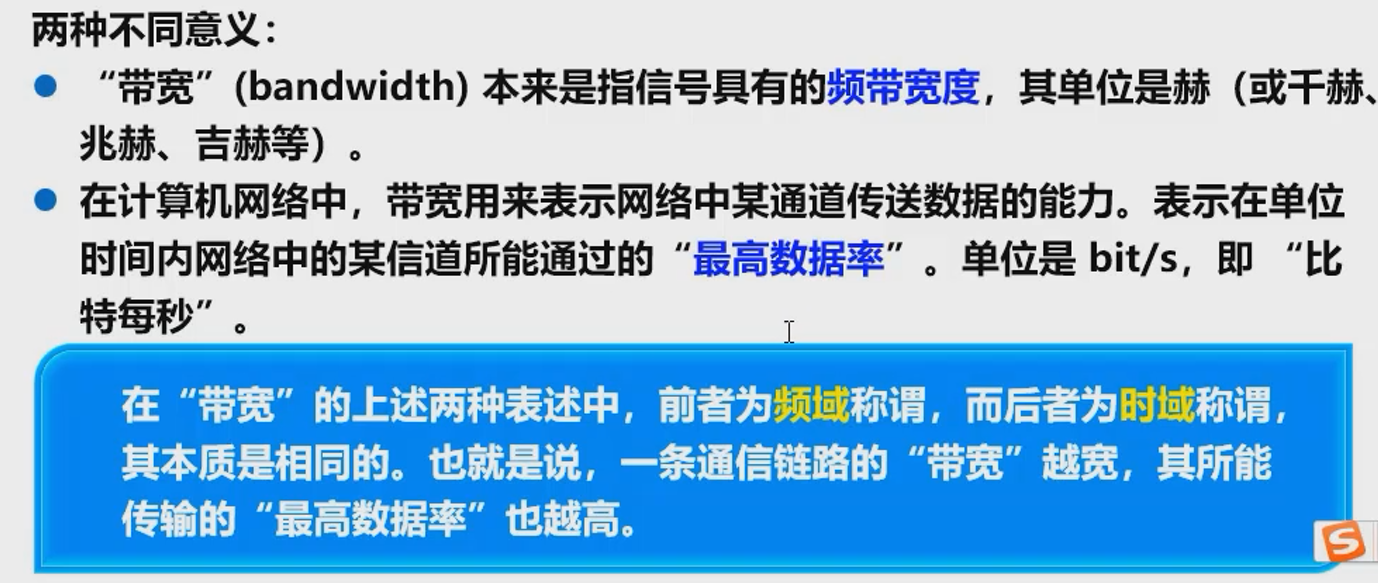 两种不同意义：
“带宽”(bandwidth) 本来是指信号具有的频带宽度，其单位是赫（或千赫、
兆赫、吉赫等）。
在计算机网络中，带宽用来表示网络中某通道传送数据的能力。表示在单位
时间内网络中的某信道所能通过的“最高数据率”。单位是 bit/s，即 “比
特每秒”。
在“带宽”的上述两种表述中，前者为频域称谓，而后者为时域称谓，
其本质是相同的。也就是说，一条通信链路的“带宽”越宽，其所能
传输的“最高数据率”也越高。
S